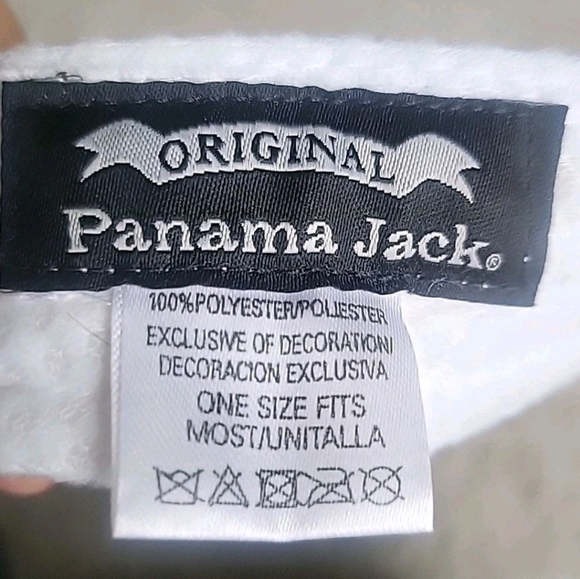 ORIGINAL
Panama Jack®
100%POLYESTER/POLIESTER
EXCLUSIVE OF DECORATION/
DECORACION EXCLUSIVA
ONE SIZE FITS
MOST/UNITALLA